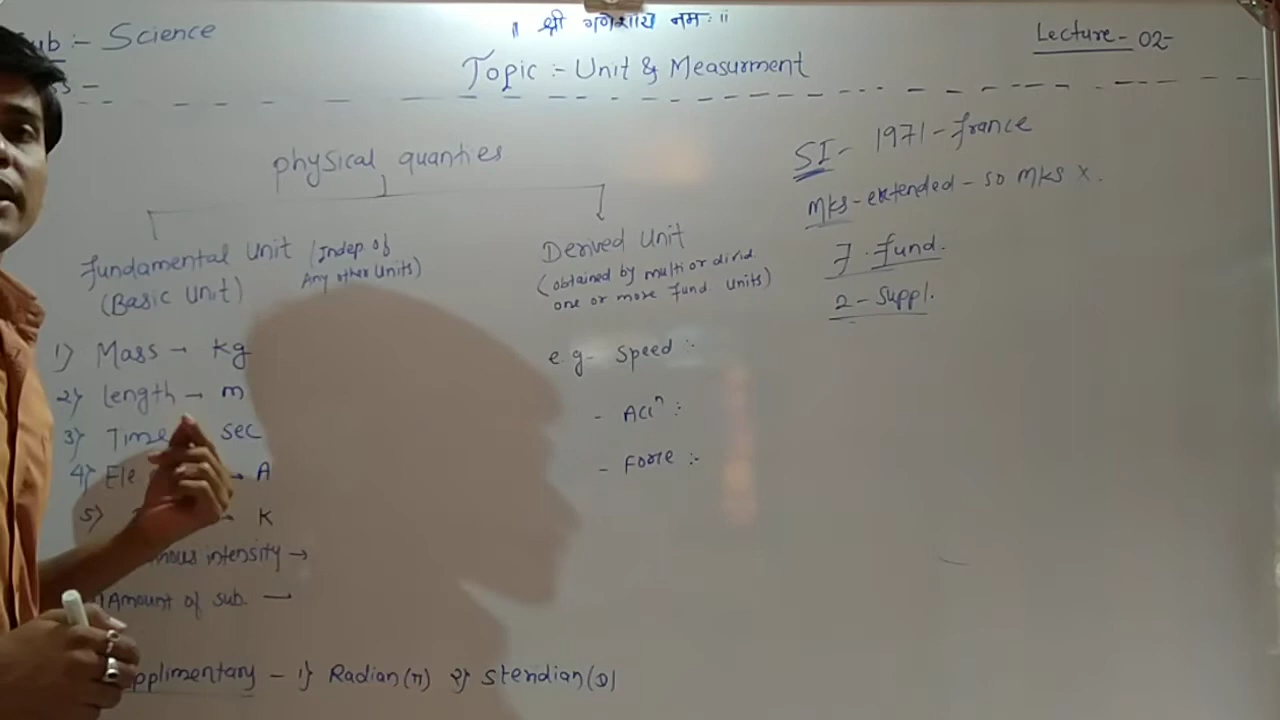 Sub :- Science
॥ श्री गणेशाय नमः ॥
Lecture - 02-
Topic :- Unit & Measurment
physical quanties
Fundamental Unit (Indep. of
Any other Units)
(Basic Unit)
1) Mass → kg
2) Length → m
3) Time sec
4) Ele → A
5) K
intensity →
Amount of sub. —
pplimentary - 1) Radian (π) 2) Steridian
Derived Unit
(obtained by multi or divid
one or more fund units)
e.g- Speed :-
- Accⁿ :-
- Force :-
SI - 1971 - France
MKS - extended - so MKS x.
7. Fund.
2 - Suppl.